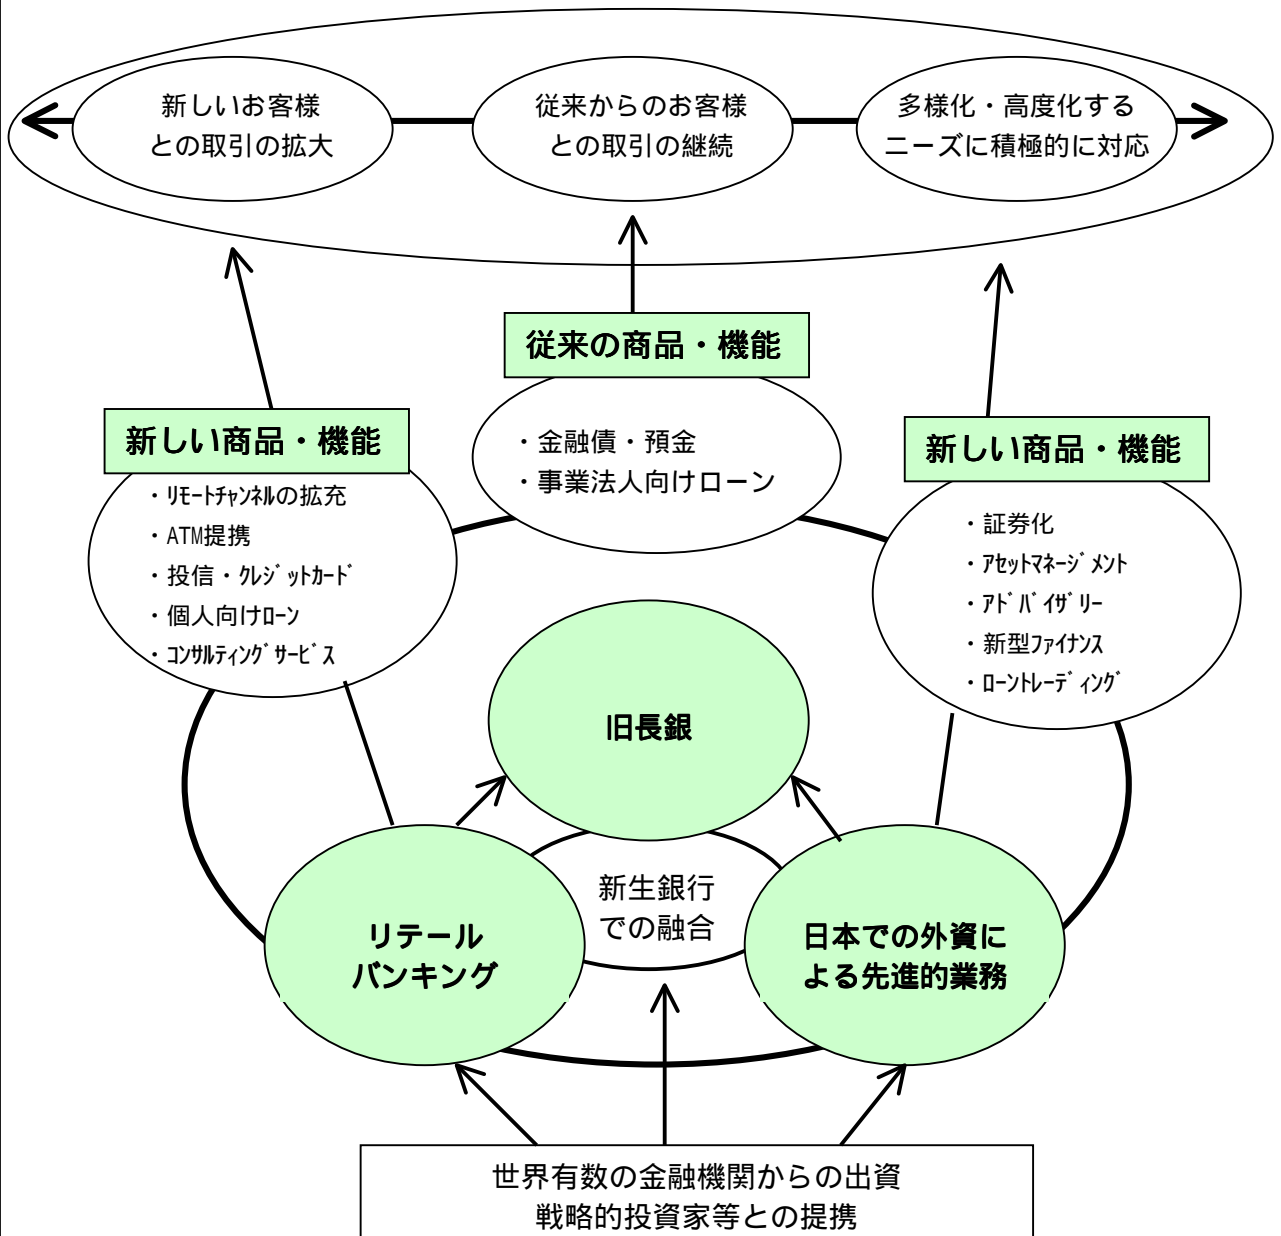 新しいお客様
との取引の拡大
従来からのお客様
との取引の継続
多様化・高度化する
ニーズに積極的に対応
従来の商品・機能
・金融債・預金
・事業法人向けローン
新しい商品・機能
・ﾘﾓｰﾄﾁｬﾝﾈﾙの拡充
・ATM提携
・投信・ｸﾚｼﾞｯﾄｶｰﾄﾞ
・個人向けﾛｰﾝ
・ｺﾝｻﾙﾃｨﾝｸﾞｻｰﾋﾞｽ
新しい商品・機能
・証券化
・ｱｾｯﾄﾏﾈｰｼﾞﾒﾝﾄ
・ｱﾄﾞﾊﾞｲｻﾞﾘｰ
・新型ﾌｧｲﾅﾝｽ
・ﾛｰﾝﾄﾚｰﾃﾞｨﾝｸﾞ
旧長銀
新生銀行
での融合
リテール
バンキング
日本での外資に
よる先進的業務
世界有数の金融機関からの出資
戦略的投資家等との提携